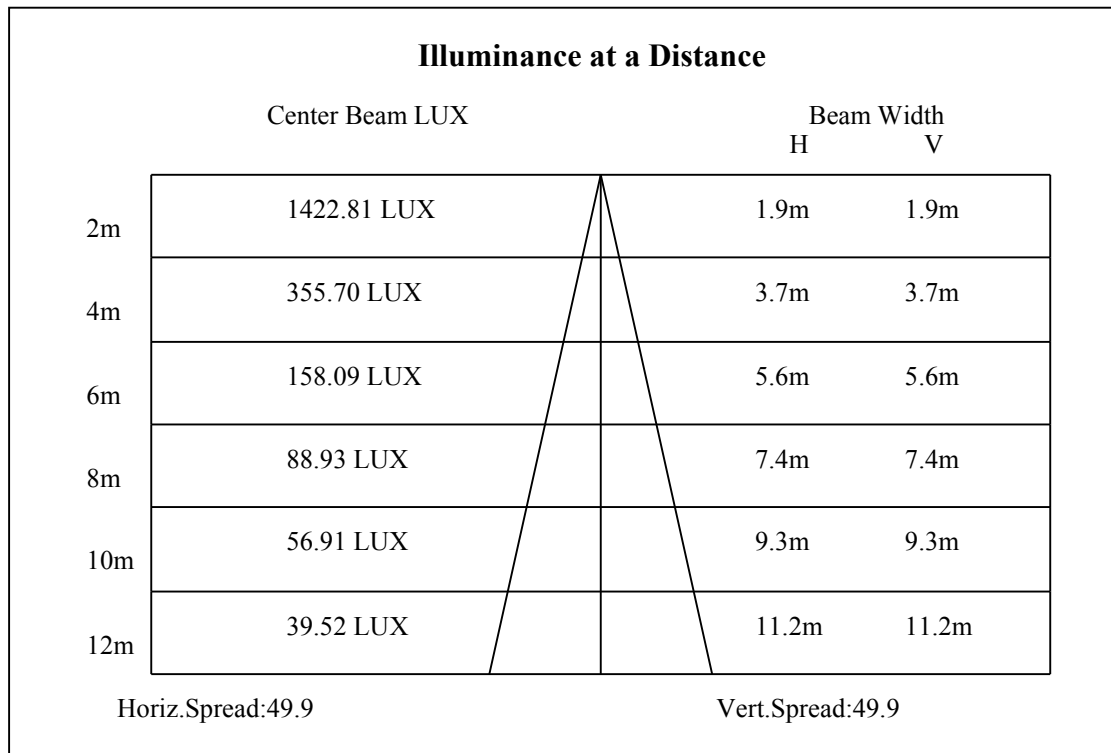 Illuminance at a Distance
Center Beam LUX Beam Width
H V
2m 1422.81 LUX 1.9m 1.9m
4m 355.70 LUX 3.7m 3.7m
6m 158.09 LUX 5.6m 5.6m
8m 88.93 LUX 7.4m 7.4m
10m 56.91 LUX 9.3m 9.3m
12m 39.52 LUX 11.2m 11.2m
Horiz.Spread:49.9 Vert.Spread:49.9